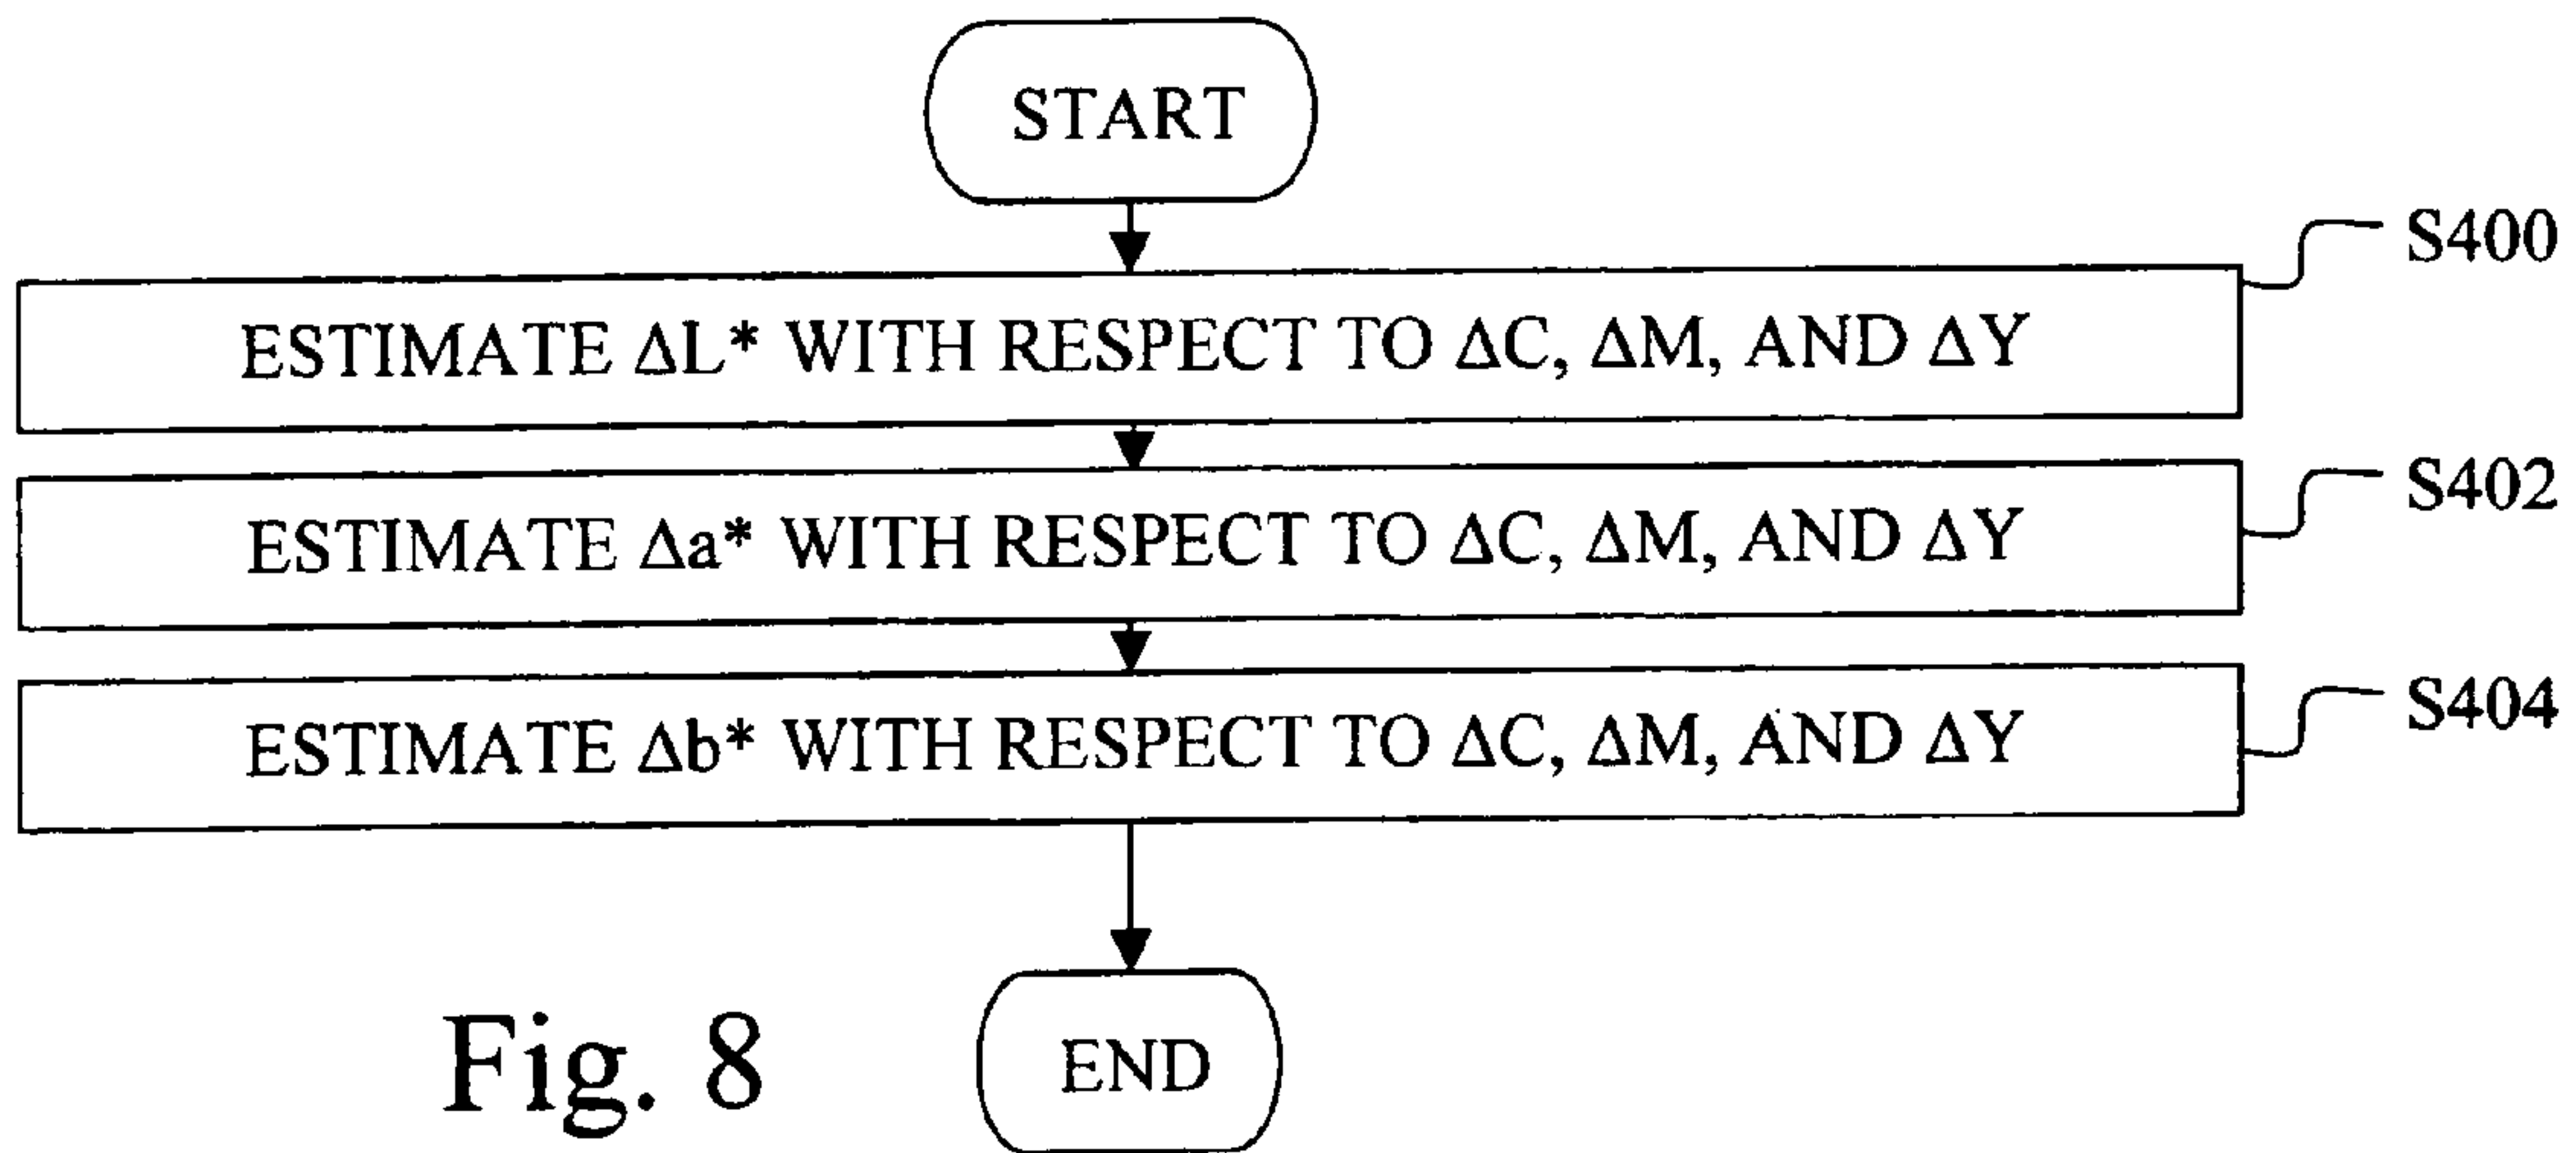 START
S400
ESTIMATE ΔL* WITH RESPECT TO ΔC, ΔM, AND ΔY
S402
ESTIMATE Δa* WITH RESPECT TO ΔC, ΔM, AND ΔY
S404
ESTIMATE Δb* WITH RESPECT TO ΔC, ΔM, AND ΔY
END
Fig. 8